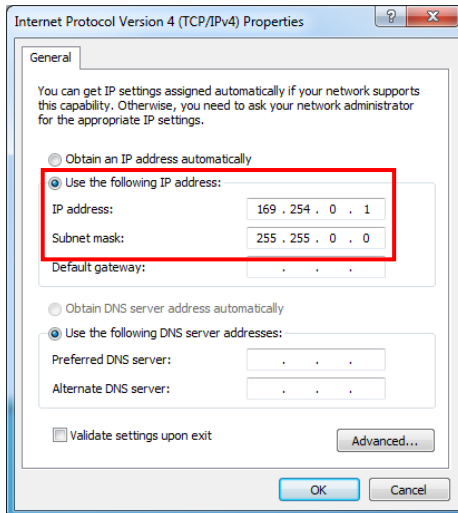 Internet Protocol Version 4 (TCP/IPv4) Properties
General
You can get IP settings assigned automatically if your network supports
this capability. Otherwise, you need to ask your network administrator
for the appropriate IP settings.
Obtain an IP address automatically
Use the following IP address:
IP address: 169 . 254 . 0 . 1
Subnet mask: 255 . 255 . 0 . 0
Default gateway: . . .
Obtain DNS server address automatically
Use the following DNS server addresses:
Preferred DNS server: . . .
Alternate DNS server: . . .
Validate settings upon exit
Advanced...
OK Cancel